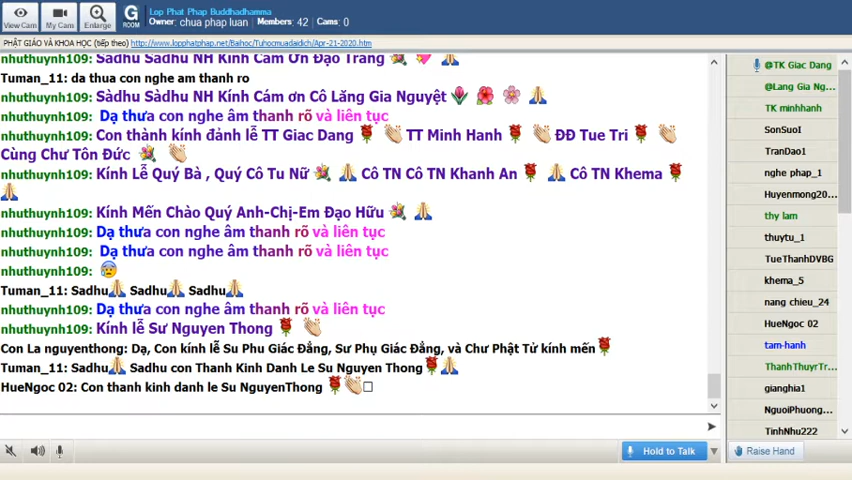 Lop Phat Phap Buddhadhamma
Owner: chua phap luan Members: 42 Cams: 0
View Cam My Cam Enlarge G ROOM
PHẬT GIÁO VÀ KHOA HỌC (tiếp theo) http://www.lopphatphap.net/Baihoc/Tuhocmuadaidich/Apr-21-2020.htm
nhuthuynh109: Sàdhu Sàdhu NH Kính Cám Ơn Đạo Tràng
Tuman_11: da thua con nghe am thanh ro
nhuthuynh109: Sàdhu Sàdhu NH Kính Cám ơn Cô Lăng Gia Nguyệt
nhuthuynh109: Dạ thưa con nghe âm thanh rõ và liên tục
nhuthuynh109: Con thành kính đảnh lễ TT Giac Dang TT Minh Hanh ĐĐ Tue Tri
Cùng Chư Tôn Đức
nhuthuynh109: Kính Lễ Quý Bà , Quý Cô Tu Nữ Cô TN Cô TN Khanh An Cô TN Khema
nhuthuynh109: Kính Mến Chào Quý Anh-Chị-Em Đạo Hữu
nhuthuynh109: Dạ thưa con nghe âm thanh rõ và liên tục
nhuthuynh109: Dạ thưa con nghe âm thanh rõ và liên tục
nhuthuynh109:
Tuman_11: Sadhu Sadhu Sadhu
nhuthuynh109: Dạ thưa con nghe âm thanh rõ và liên tục
nhuthuynh109: Kính lễ Sư Nguyen Thong
Con La nguyenthong: Dạ, Con kính lễ Su Phu Giác Đẳng, Sư Phụ Giác Đẳng, và Chư Phật Tử kính mến
Tuman_11: Sadhu Sadhu con Thanh Kinh Danh Le Su Nguyen Thong
HueNgoc 02: Con thanh kinh danh le Su NguyenThong
@TK Giac Dang
@Lang Gia Ng...
TK minhhanh
SonSuoI
TranDao1
nghe phap_1
Huyenmong20...
thy lam
thuytu_1
TueThanhDVBG
khema_5
nang chieu_24
HueNgoc 02
tam-hanh
ThanhThuyrTr...
gianghia1
NguoiPhuong...
TinhNhu222
Hold to Talk
Raise Hand